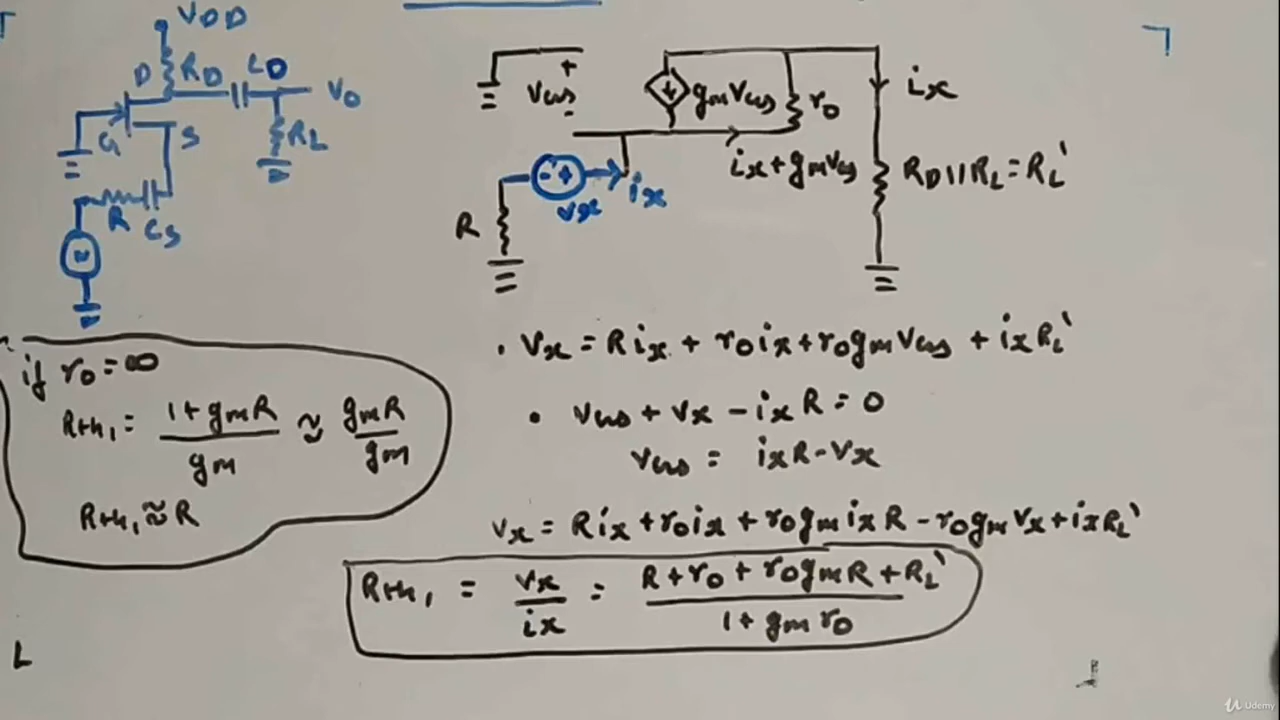 VDD
D RD CD
VO
G S RL
R CS
+
VGS
-
gmVGS
ro
ix
ix+gmVGS
RD||RL=RL'
- +
vx
ix
R
if ro=∞
Rth1 = 1+gmR / gm ≈ gmR / gm
Rth1≈R
. Vx = Rix + roix+rogmVGS + ixRL'
. VGS + Vx - ixR = 0
VGS = ixR-Vx
Vx = Rix+roix+rogmixR-rogmVx+ixRL'
Rth1 = Vx / ix = R+ro+rogmR+RL' / 1+gmro
L
Udemy